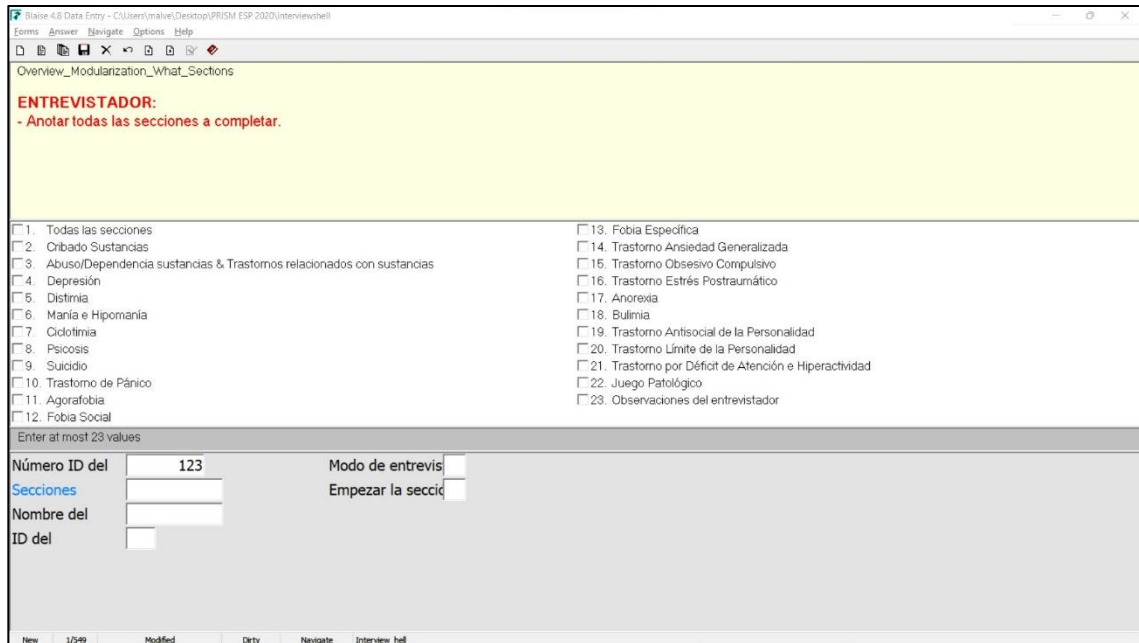 Blaise 4.8 Data Entry - C:\Users\malve\Desktop\PRISM ESP 2020\interviewshell
Forms Answer Navigate Options Help
Overview_Modularization_What_Sections
ENTREVISTADOR:
- Anotar todas las secciones a completar.
1. Todas las secciones
2. Cribado Sustancias
3. Abuso/Dependencia sustancias & Trastornos relacionados con sustancias
4. Depresión
5. Distimia
6. Manía e Hipomanía
7. Ciclotimia
8. Psicosis
9. Suicidio
10. Trastorno de Pánico
11. Agorafobia
12. Fobia Social
13. Fobia Específica
14. Trastorno Ansiedad Generalizada
15. Trastorno Obsesivo Compulsivo
16. Trastorno Estrés Postraumático
17. Anorexia
18. Bulimia
19. Trastorno Antisocial de la Personalidad
20. Trastorno Límite de la Personalidad
21. Trastorno por Déficit de Atención e Hiperactividad
22. Juego Patológico
23. Observaciones del entrevistador
Enter at most 23 values
Número ID del 123 Modo de entrevis
Secciones Empezar la secció
Nombre del
ID del
New 1/549 Modified Dirty Navigate Interview hell